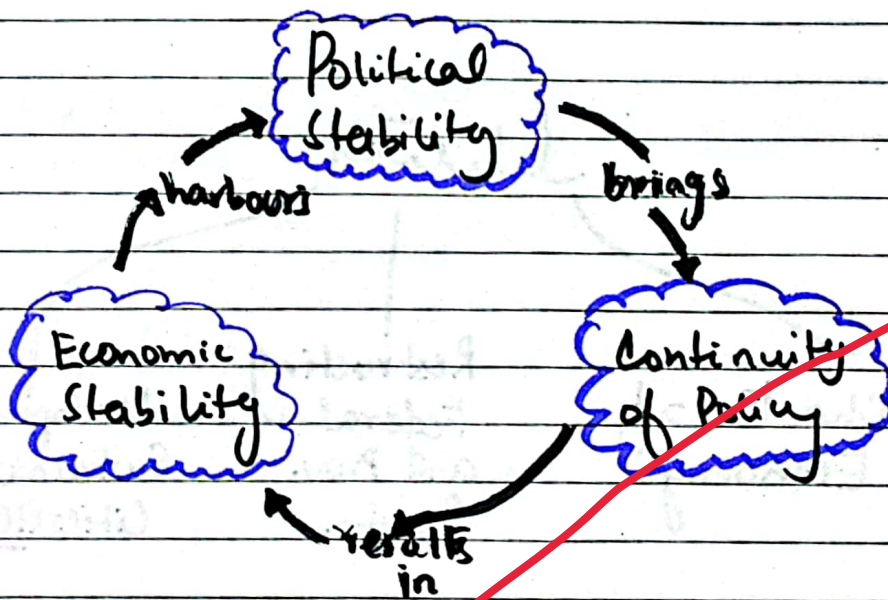 Political
Stability
brings
Continuity
of Policy
results
in
Economic
Stability
harbours